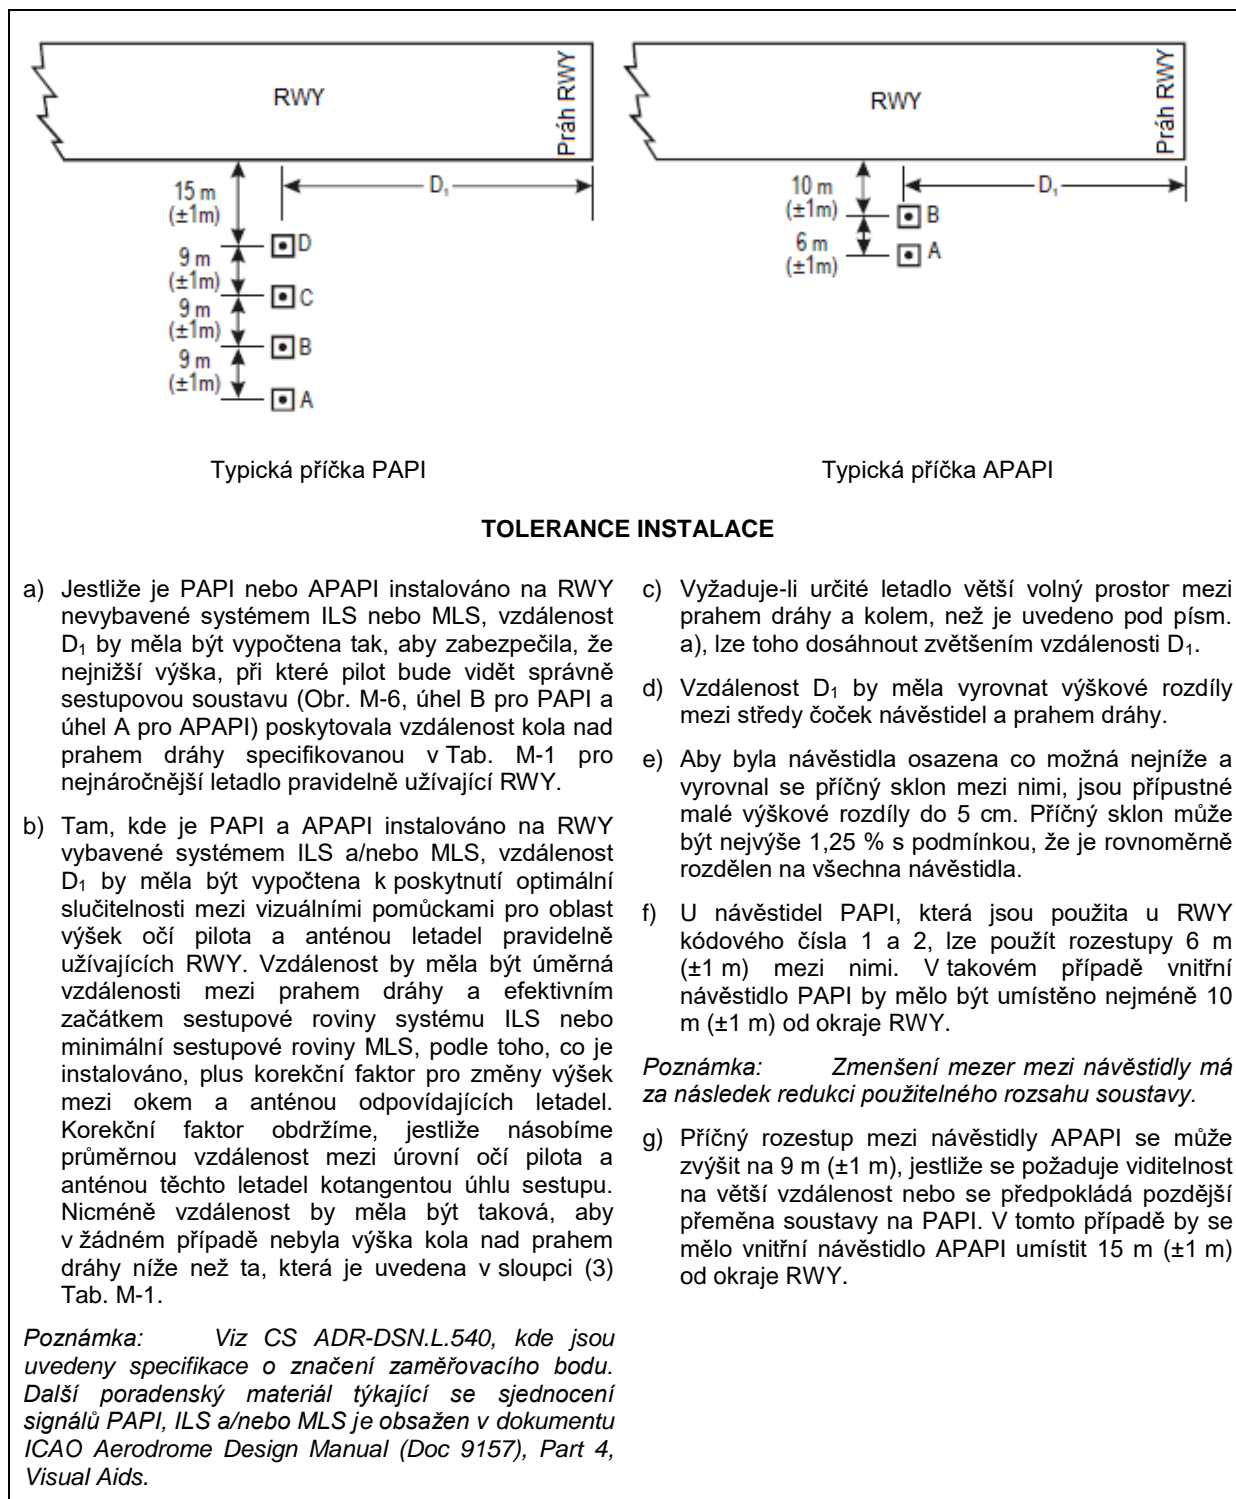 RWY
Práh RWY
15 m
(±1m)
D₁
D
9 m
(±1m)
C
9 m
(±1m)
B
9 m
(±1m)
A
Typická příčka PAPI
RWY
Práh RWY
10 m
(±1m)
D₁
B
6 m
(±1m)
A
Typická příčka APAPI
TOLERANCE INSTALACE
a) Jestliže je PAPI nebo APAPI instalováno na RWY
nevybavené systémem ILS nebo MLS, vzdálenost
D₁ by měla být vypočtena tak, aby zabezpečila, že
nejnižší výška, při které pilot bude vidět správně
sestupovou soustavu (Obr. M-6, úhel B pro PAPI a
úhel A pro APAPI) poskytovala vzdálenost kola nad
prahem dráhy specifikovanou v Tab. M-1 pro
nejnáročnější letadlo pravidelně užívající RWY.
b) Tam, kde je PAPI a APAPI instalováno na RWY
vybavené systémem ILS a/nebo MLS, vzdálenost
D₁ by měla být vypočtena k poskytnutí optimální
slučitelnosti mezi vizuálními pomůckami pro oblast
výšek očí pilota a anténou letadel pravidelně
užívajících RWY. Vzdálenost by měla být úměrná
vzdálenosti mezi prahem dráhy a efektivním
začátkem sestupové roviny systému ILS nebo
minimální sestupové roviny MLS, podle toho, co je
instalováno, plus korekční faktor pro změny výšek
mezi okem a anténou odpovídajících letadel.
Korekční faktor obdržíme, jestliže násobíme
průměrnou vzdálenost mezi úrovní očí pilota a
anténou těchto letadel kotangentou úhlu sestupu.
Nicméně vzdálenost by měla být taková, aby
v žádném případě nebyla výška kola nad prahem
dráhy níže než ta, která je uvedena v sloupci (3)
Tab. M-1.
Poznámka: Viz CS ADR-DSN.L.540, kde jsou
uvedeny specifikace o značení zaměřovacího bodu.
Další poradenský materiál týkající se sjednocení
signálů PAPI, ILS a/nebo MLS je obsažen v dokumentu
ICAO Aerodrome Design Manual (Doc 9157), Part 4,
Visual Aids.
c) Vyžaduje-li určité letadlo větší volný prostor mezi
prahem dráhy a kolem, než je uvedeno pod písm.
a), lze toho dosáhnout zvětšením vzdálenosti D₁.
d) Vzdálenost D₁ by měla vyrovnat výškové rozdíly
mezi středy čoček návěstidel a prahem dráhy.
e) Aby byla návěstidla osazena co možná nejníže a
vyrovnal se příčný sklon mezi nimi, jsou přípustné
malé výškové rozdíly do 5 cm. Příčný sklon může
být nejvýše 1,25 % s podmínkou, že je rovnoměrně
rozdělen na všechna návěstidla.
f) U návěstidel PAPI, která jsou použita u RWY
kódového čísla 1 a 2, lze použít rozestupy 6 m
(±1 m) mezi nimi. V takovém případě vnitřní
návěstidlo PAPI by mělo být umístěno nejméně 10
m (±1 m) od okraje RWY.
Poznámka: Zmenšení mezer mezi návěstidly má
za následek redukci použitelného rozsahu soustavy.
g) Příčný rozestup mezi návěstidly APAPI se může
zvýšit na 9 m (±1 m), jestliže se požaduje viditelnost
na větší vzdálenost nebo se předpokládá pozdější
přeměna soustavy na PAPI. V tomto případě by se
mělo vnitřní návěstidlo APAPI umístit 15 m (±1 m)
od okraje RWY.